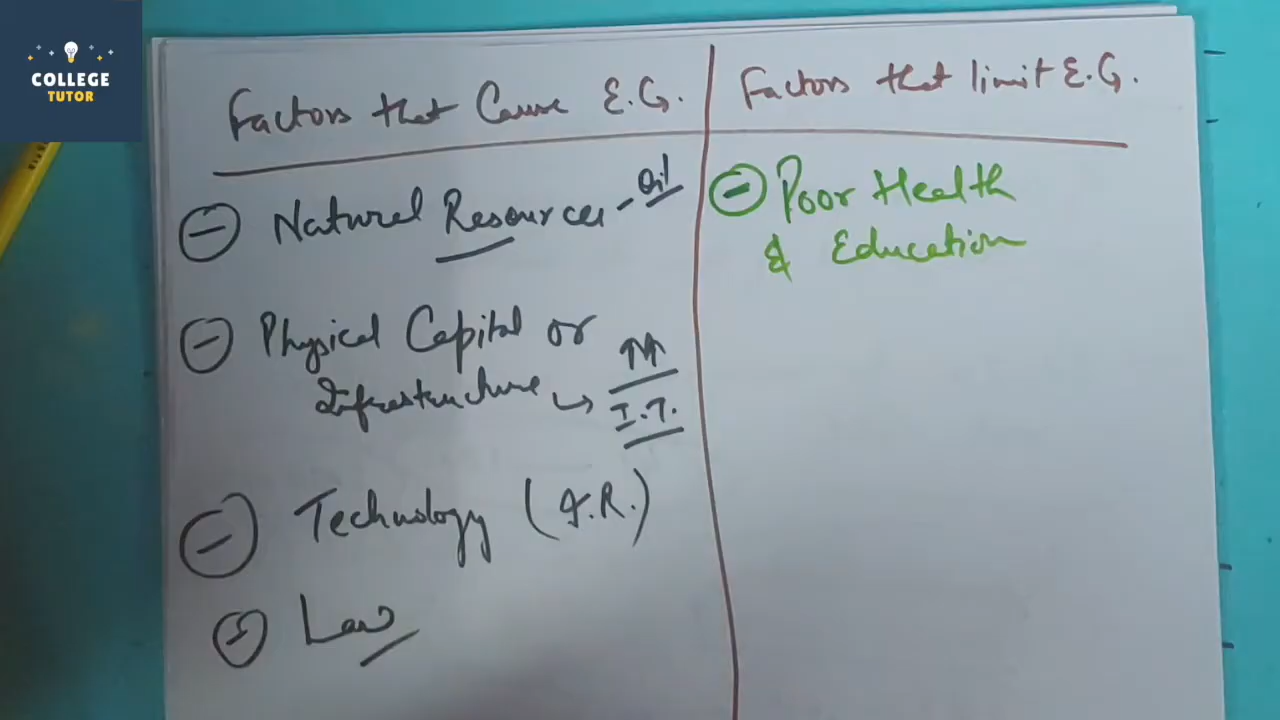 COLLEGE
TUTOR
Factors that Cause E.G.
Factors that limit E.G.
Natural Resources - Oil
Physical Capital or
Infrastructure
I.T.
Technology (I.R.)
Law
Poor Health
& Education